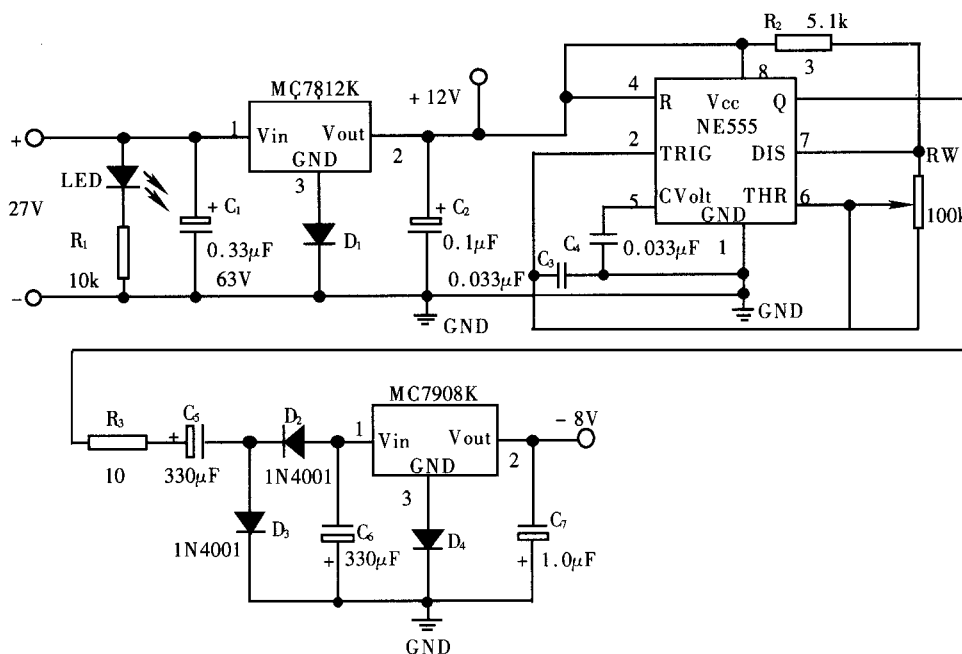 R₂ 5.1k
MC7812K
+12V
8
3
4
R
Vcc
Q
1
Vin
Vout
2
NE555
+
2
TRIG
DIS
7
RW
GND
LED
3
27V
+ C₁
+ C₂
5
CVolt
THR
6
100k
GND
R₁
D₁
0.33μF
0.1μF
C₄
0.033μF
1
10k
63V
0.033μF
C₃
−
GND
GND
MC7908K
R₃
C₅
D₂
− 8V
+
1
Vin
Vout
2
10
330μF
1N4001
GND
3
D₃
C₆
D₄
C₇
1N4001
+
330μF
+
1.0μF
GND